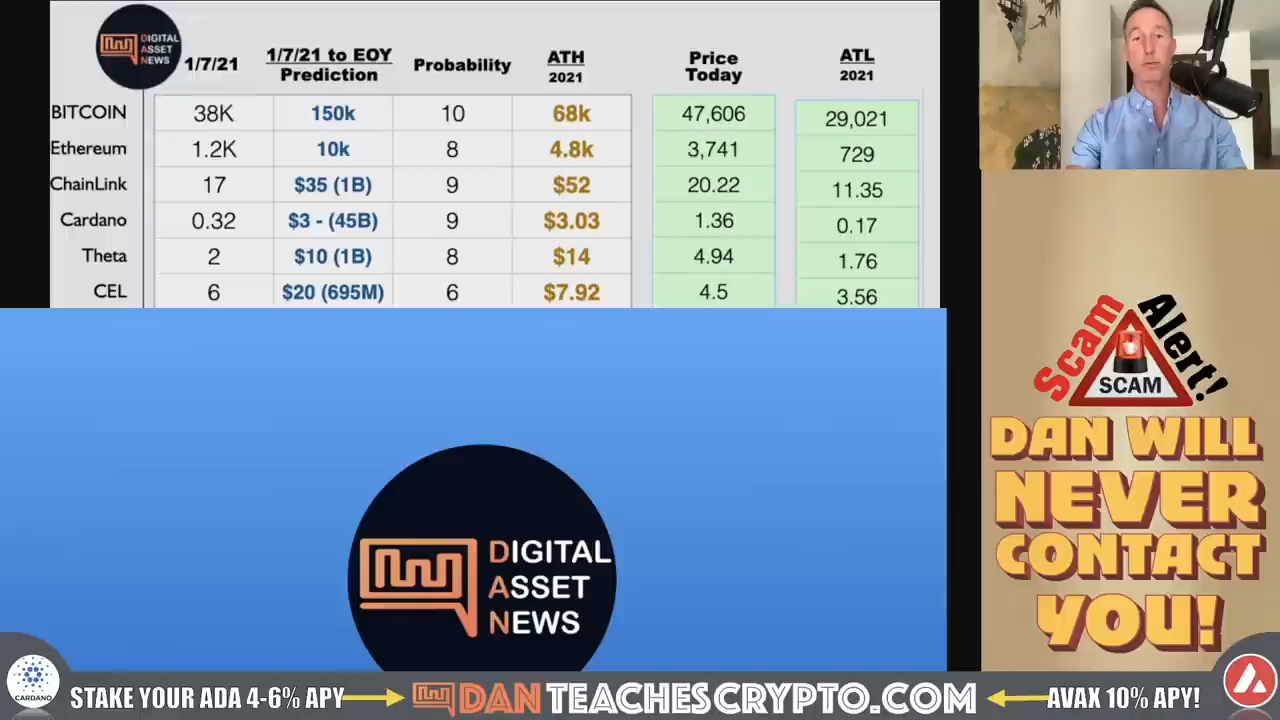 DIGITAL
ASSET
NEWS
1/7/21
1/7/21 to EOY
Prediction
Probability
ATH
2021
Price
Today
ATL
2021
BITCOIN 38K 150k 10 68k 47,606 29,021
Ethereum 1.2K 10k 8 4.8k 3,741 729
ChainLink 17 $35 (1B) 9 $52 20.22 11.35
Cardano 0.32 $3 - (45B) 9 $3.03 1.36 0.17
Theta 2 $10 (1B) 8 $14 4.94 1.76
CEL 6 $20 (695M) 6 $7.92 4.5 3.56
Scam Alert!
SCAM
DAN WILL
NEVER
CONTACT
YOU!
DIGITAL
ASSET
NEWS
CARDANO
STAKE YOUR ADA 4-6% APY
DANTEACHESCRYPTO.COM
AVAX 10% APY!